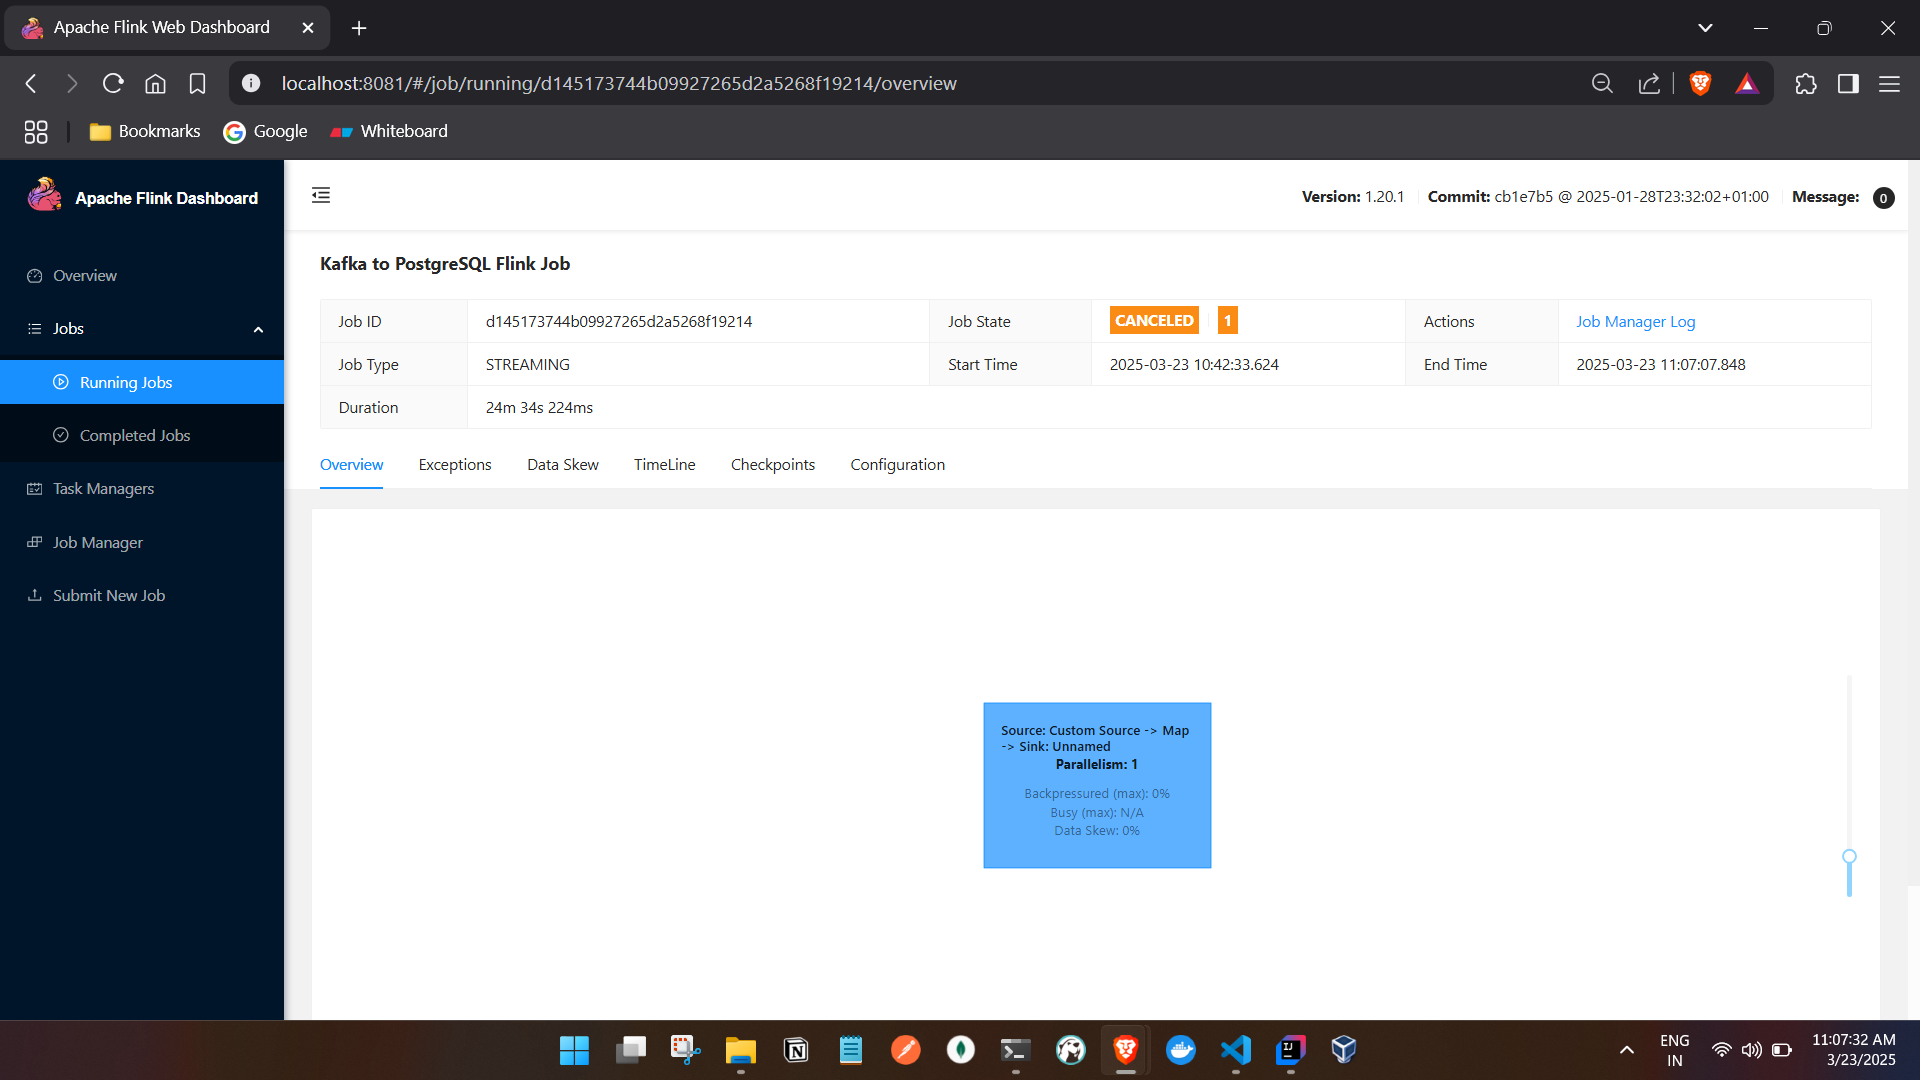 Apache Flink Web Dashboard
localhost:8081/#/job/running/d145173744b09927265d2a5268f19214/overview
Bookmarks Google Whiteboard
Apache Flink Dashboard
Version: 1.20.1 Commit: cb1e7b5 @ 2025-01-28T23:32:02+01:00 Message: 0
Overview
Jobs
Running Jobs
Completed Jobs
Task Managers
Job Manager
Submit New Job
Kafka to PostgreSQL Flink Job
Job ID d145173744b09927265d2a5268f19214 Job State CANCELED 1 Actions Job Manager Log
Job Type STREAMING Start Time 2025-03-23 10:42:33.624 End Time 2025-03-23 11:07:07.848
Duration 24m 34s 224ms
Overview Exceptions Data Skew TimeLine Checkpoints Configuration
Source: Custom Source -> Map
-> Sink: Unnamed
Parallelism: 1
Backpressured (max): 0%
Busy (max): N/A
Data Skew: 0%
ENG
IN
11:07:32 AM
3/23/2025